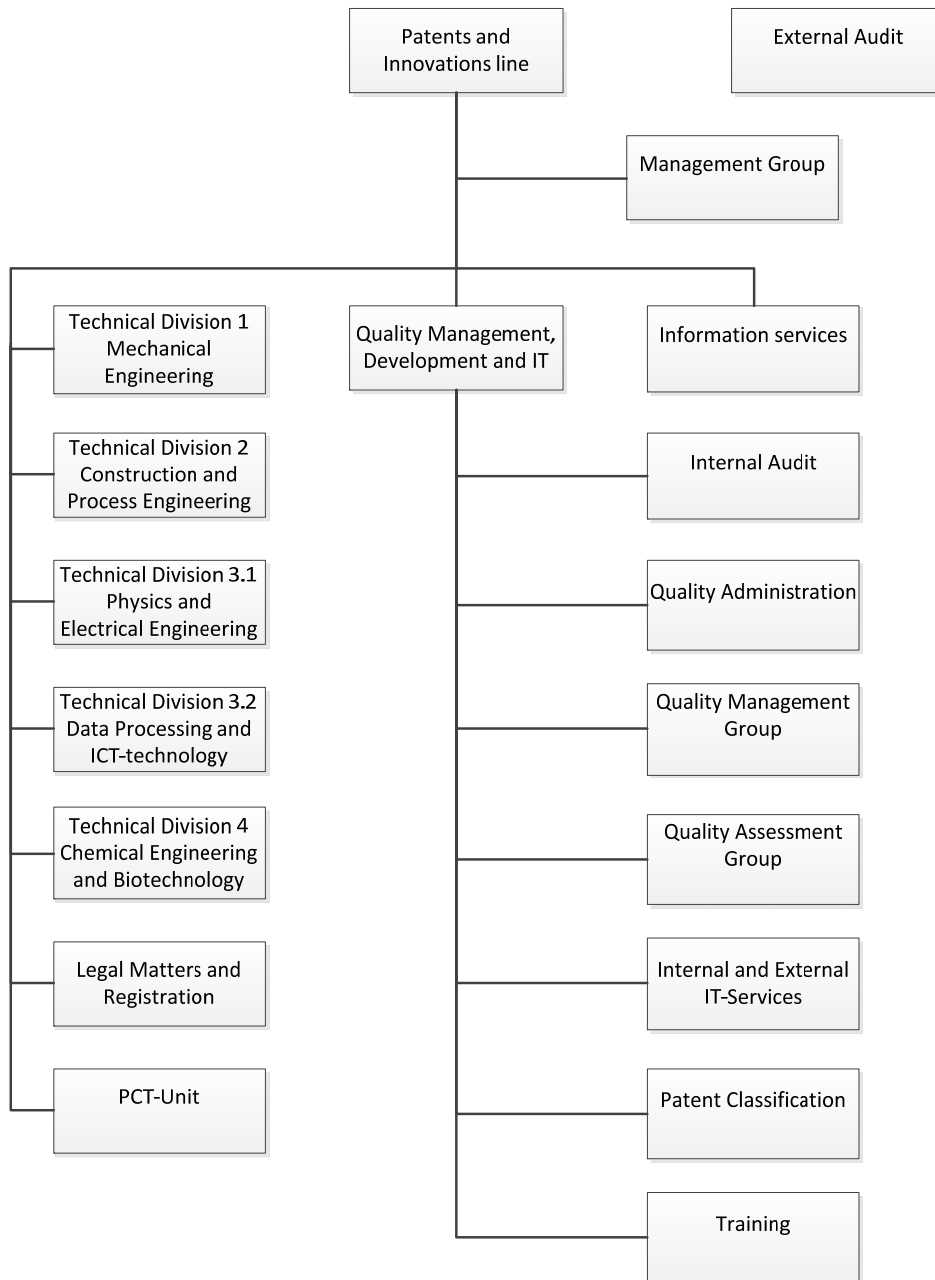 Patents and
Innovations line
External Audit
Management Group
Technical Division 1
Mechanical
Engineering
Quality Management,
Development and IT
Information services
Technical Division 2
Construction and
Process Engineering
Internal Audit
Technical Division 3.1
Physics and
Electrical Engineering
Quality Administration
Technical Division 3.2
Data Processing and
ICT-technology
Quality Management
Group
Technical Division 4
Chemical Engineering
and Biotechnology
Quality Assessment
Group
Legal Matters and
Registration
Internal and External
IT-Services
PCT-Unit
Patent Classification
Training